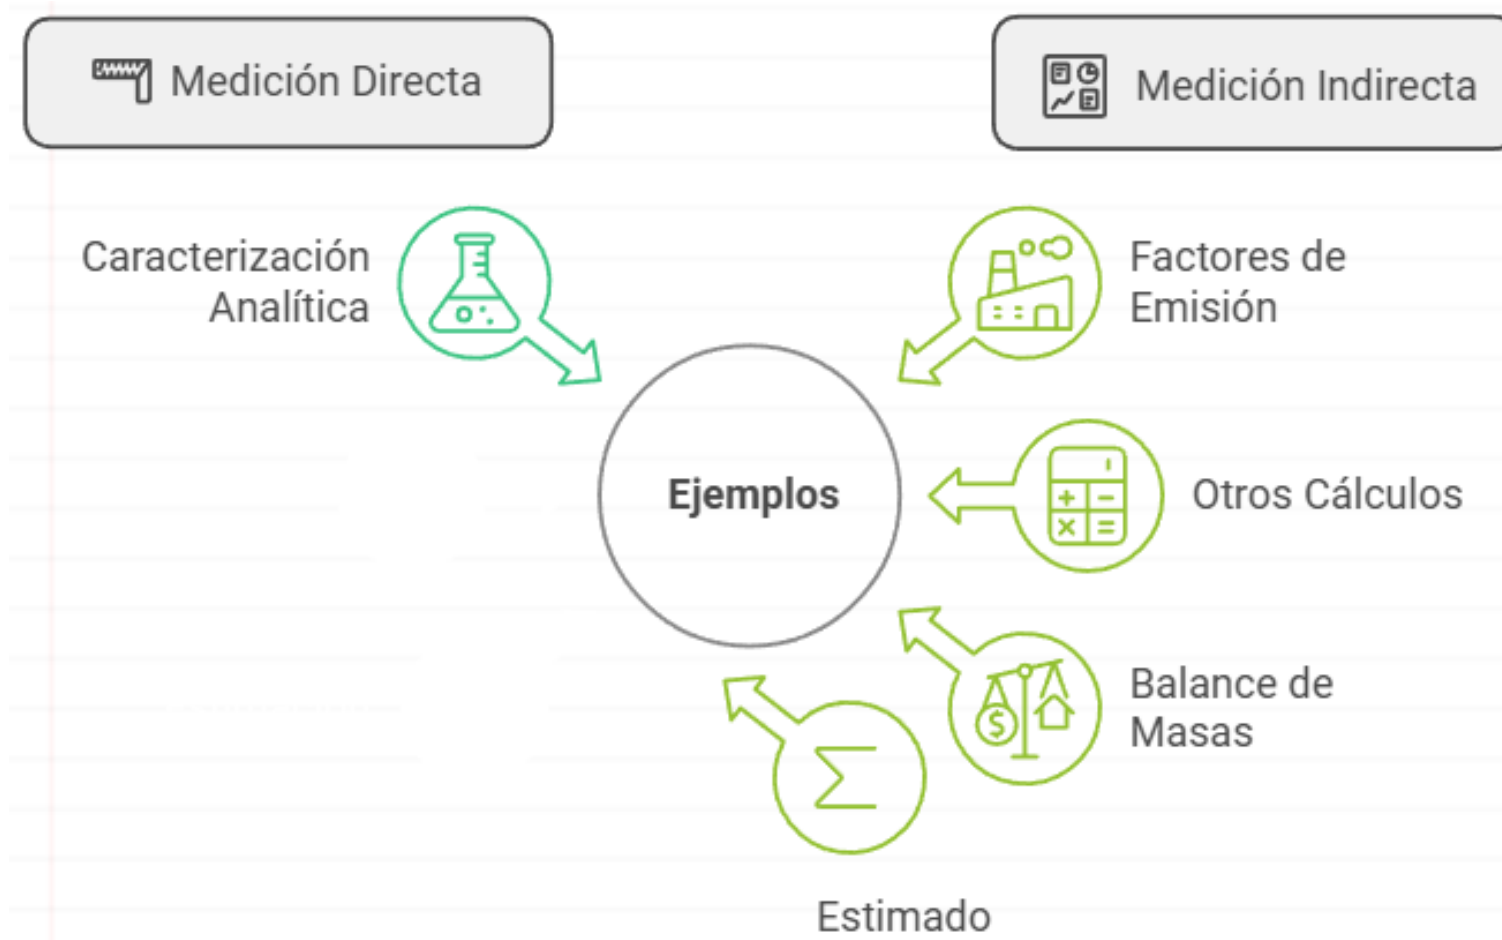 Medición Directa
Medición Indirecta
Caracterización
Analítica
Factores de
Emisión
Ejemplos
Otros Cálculos
Balance de
Masas
Estimado